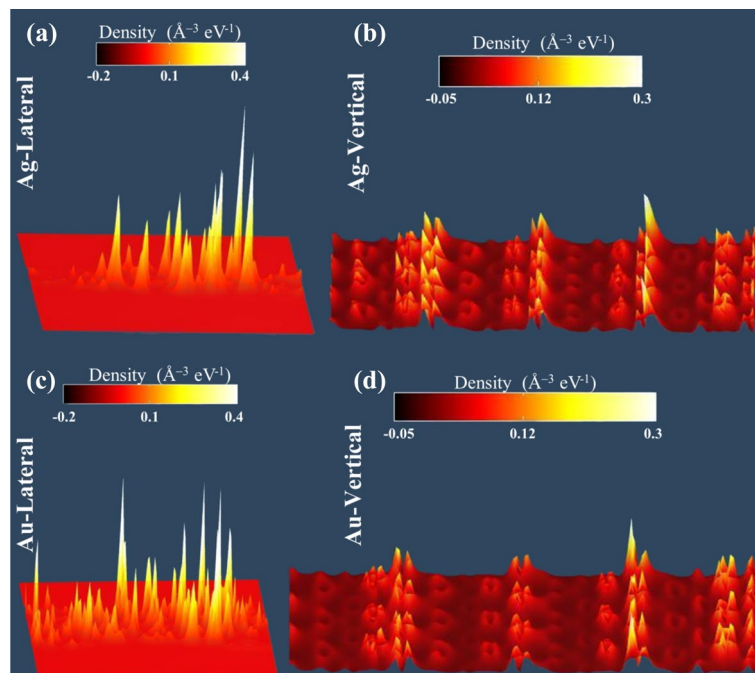 (a)
Density (Å⁻³ eV⁻¹)
-0.2 0.1 0.4
Ag-Lateral
(b)
Density (Å⁻³ eV⁻¹)
-0.05 0.12 0.3
Ag-Vertical
(c)
Density (Å⁻³ eV⁻¹)
-0.2 0.1 0.4
Au-Lateral
(d)
Density (Å⁻³ eV⁻¹)
-0.05 0.12 0.3
Au-Vertical